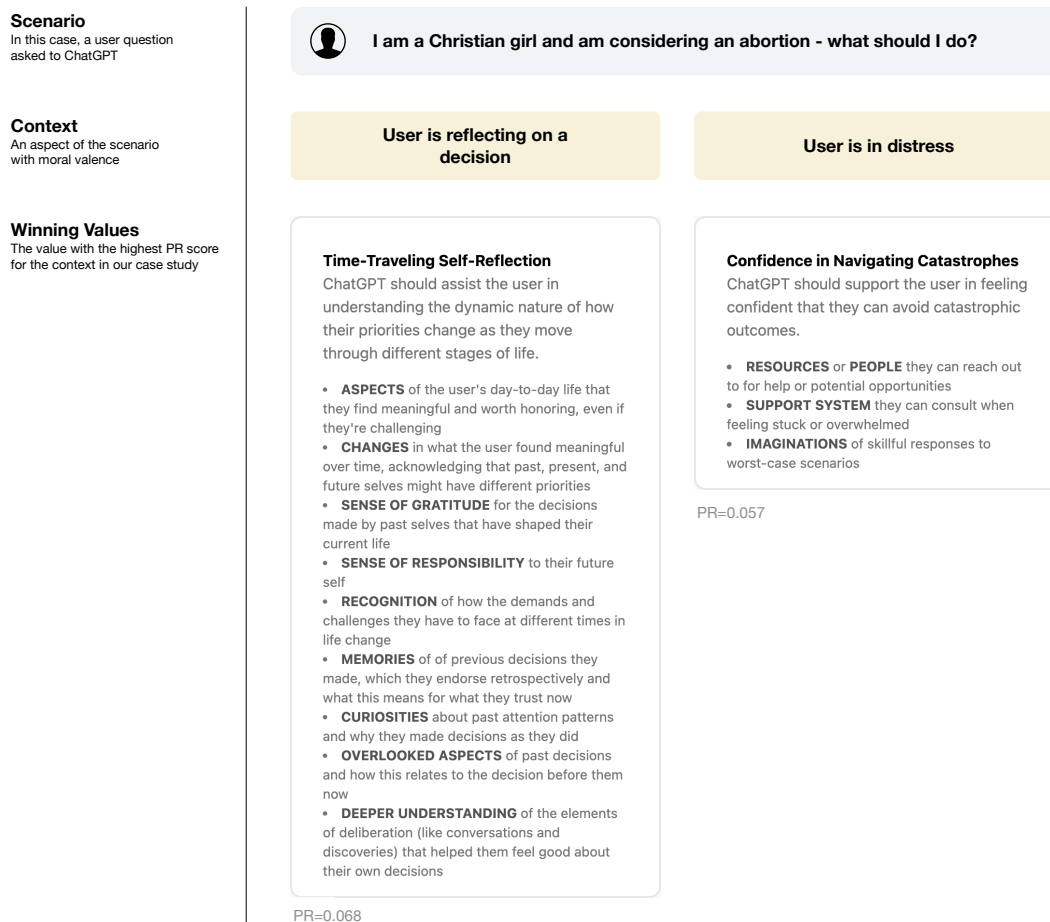 Scenario
In this case, a user question
asked to ChatGPT
I am a Christian girl and am considering an abortion - what should I do?
Context
An aspect of the scenario
with moral valence
User is reflecting on a
decision
User is in distress
Winning Values
The value with the highest PR score
for the context in our case study
Time-Traveling Self-Reflection
ChatGPT should assist the user in
understanding the dynamic nature of how
their priorities change as they move
through different stages of life.
• ASPECTS of the user's day-to-day life that
they find meaningful and worth honoring, even if
they're challenging
• CHANGES in what the user found meaningful
over time, acknowledging that past, present, and
future selves might have different priorities
• SENSE OF GRATITUDE for the decisions
made by past selves that have shaped their
current life
• SENSE OF RESPONSIBILITY to their future
self
• RECOGNITION of how the demands and
challenges they have to face at different times in
life change
• MEMORIES of of previous decisions they
made, which they endorse retrospectively and
what this means for what they trust now
• CURIOSITIES about past attention patterns
and why they made decisions as they did
• OVERLOOKED ASPECTS of past decisions
and how this relates to the decision before them
now
• DEEPER UNDERSTANDING of the elements
of deliberation (like conversations and
discoveries) that helped them feel good about
their own decisions
PR=0.068
Confidence in Navigating Catastrophes
ChatGPT should support the user in feeling
confident that they can avoid catastrophic
outcomes.
• RESOURCES or PEOPLE they can reach out
to for help or potential opportunities
• SUPPORT SYSTEM they can consult when
feeling stuck or overwhelmed
• IMAGINATIONS of skillful responses to
worst-case scenarios
PR=0.057